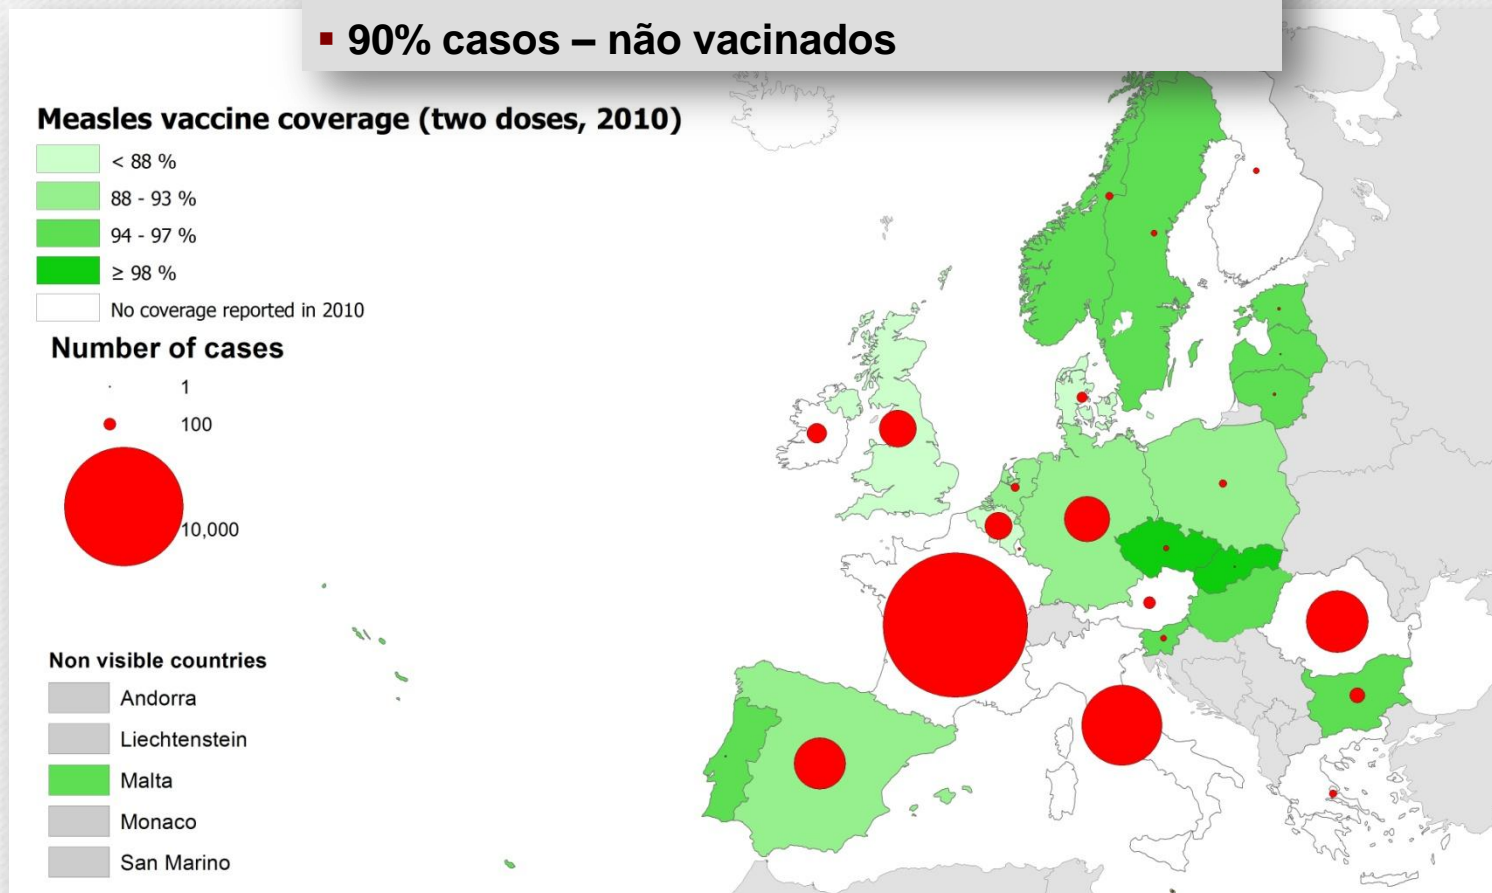 ▪ 90% casos – não vacinados
Measles vaccine coverage (two doses, 2010)
< 88 %
88 - 93 %
94 - 97 %
≥ 98 %
No coverage reported in 2010
Number of cases
1
100
10,000
Non visible countries
Andorra
Liechtenstein
Malta
Monaco
San Marino